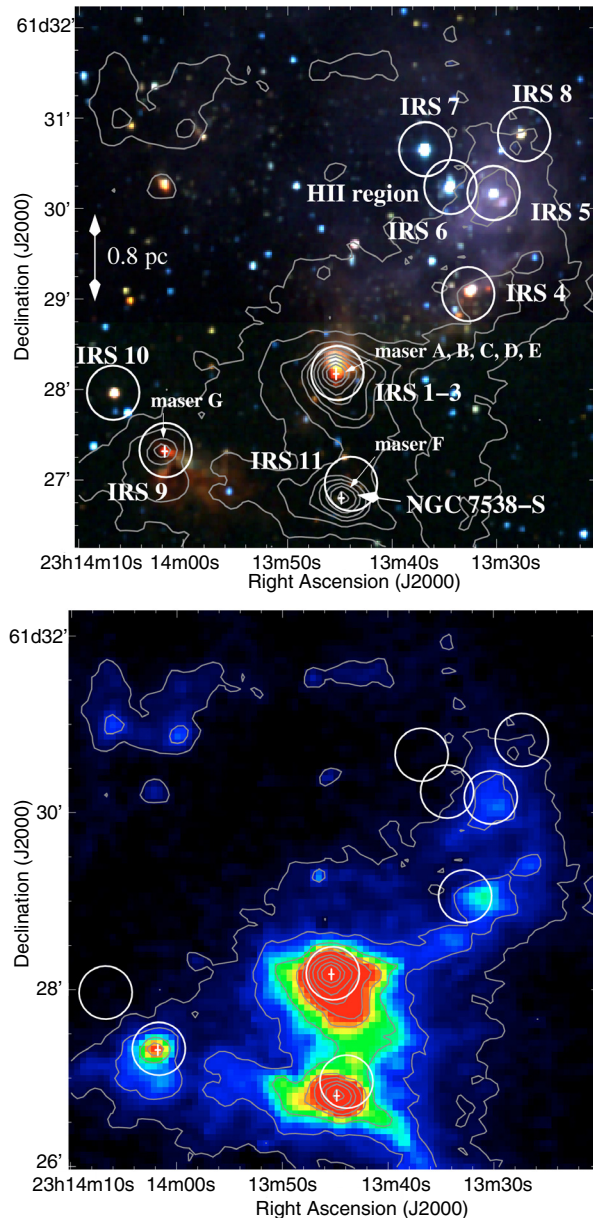 61d32'
31'
30'
29'
28'
27'
Declination (J2000)
0.8 pc
IRS 7
IRS 8
HII region
IRS 6
IRS 5
IRS 4
IRS 10
maser A, B, C, D, E
IRS 1–3
maser G
IRS 11
maser F
IRS 9
NGC 7538–S
23h14m10s
14m00s
13m50s
13m40s
13m30s
Right Ascension (J2000)
61d32'
30'
28'
26'
Declination (J2000)
23h14m10s
14m00s
13m50s
13m40s
13m30s
Right Ascension (J2000)